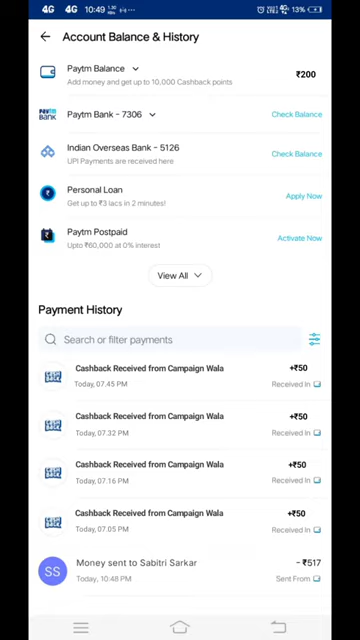 4G 4G 10:49 1.30 KB/s 4G 13%
Account Balance & History
Paytm Balance
Add money and get up to 10,000 Cashback points
₹200
PAYTM BANK
Paytm Bank - 7306
Check Balance
Indian Overseas Bank - 5126
UPI Payments are received here
Check Balance
Personal Loan
Get up to ₹3 lacs in 2 minutes!
Apply Now
Paytm Postpaid
Upto ₹60,000 at 0% interest
Activate Now
View All
Payment History
Search or filter payments
Cashback Received from Campaign Wala
+₹50
Today, 07.45 PM
Received In
Cashback Received from Campaign Wala
+₹50
Today, 07.32 PM
Received In
Cashback Received from Campaign Wala
+₹50
Today, 07.16 PM
Received In
Cashback Received from Campaign Wala
+₹50
Today, 07.05 PM
Received In
SS
Money sent to Sabitri Sarkar
- ₹517
Today, 10:48 PM
Sent From